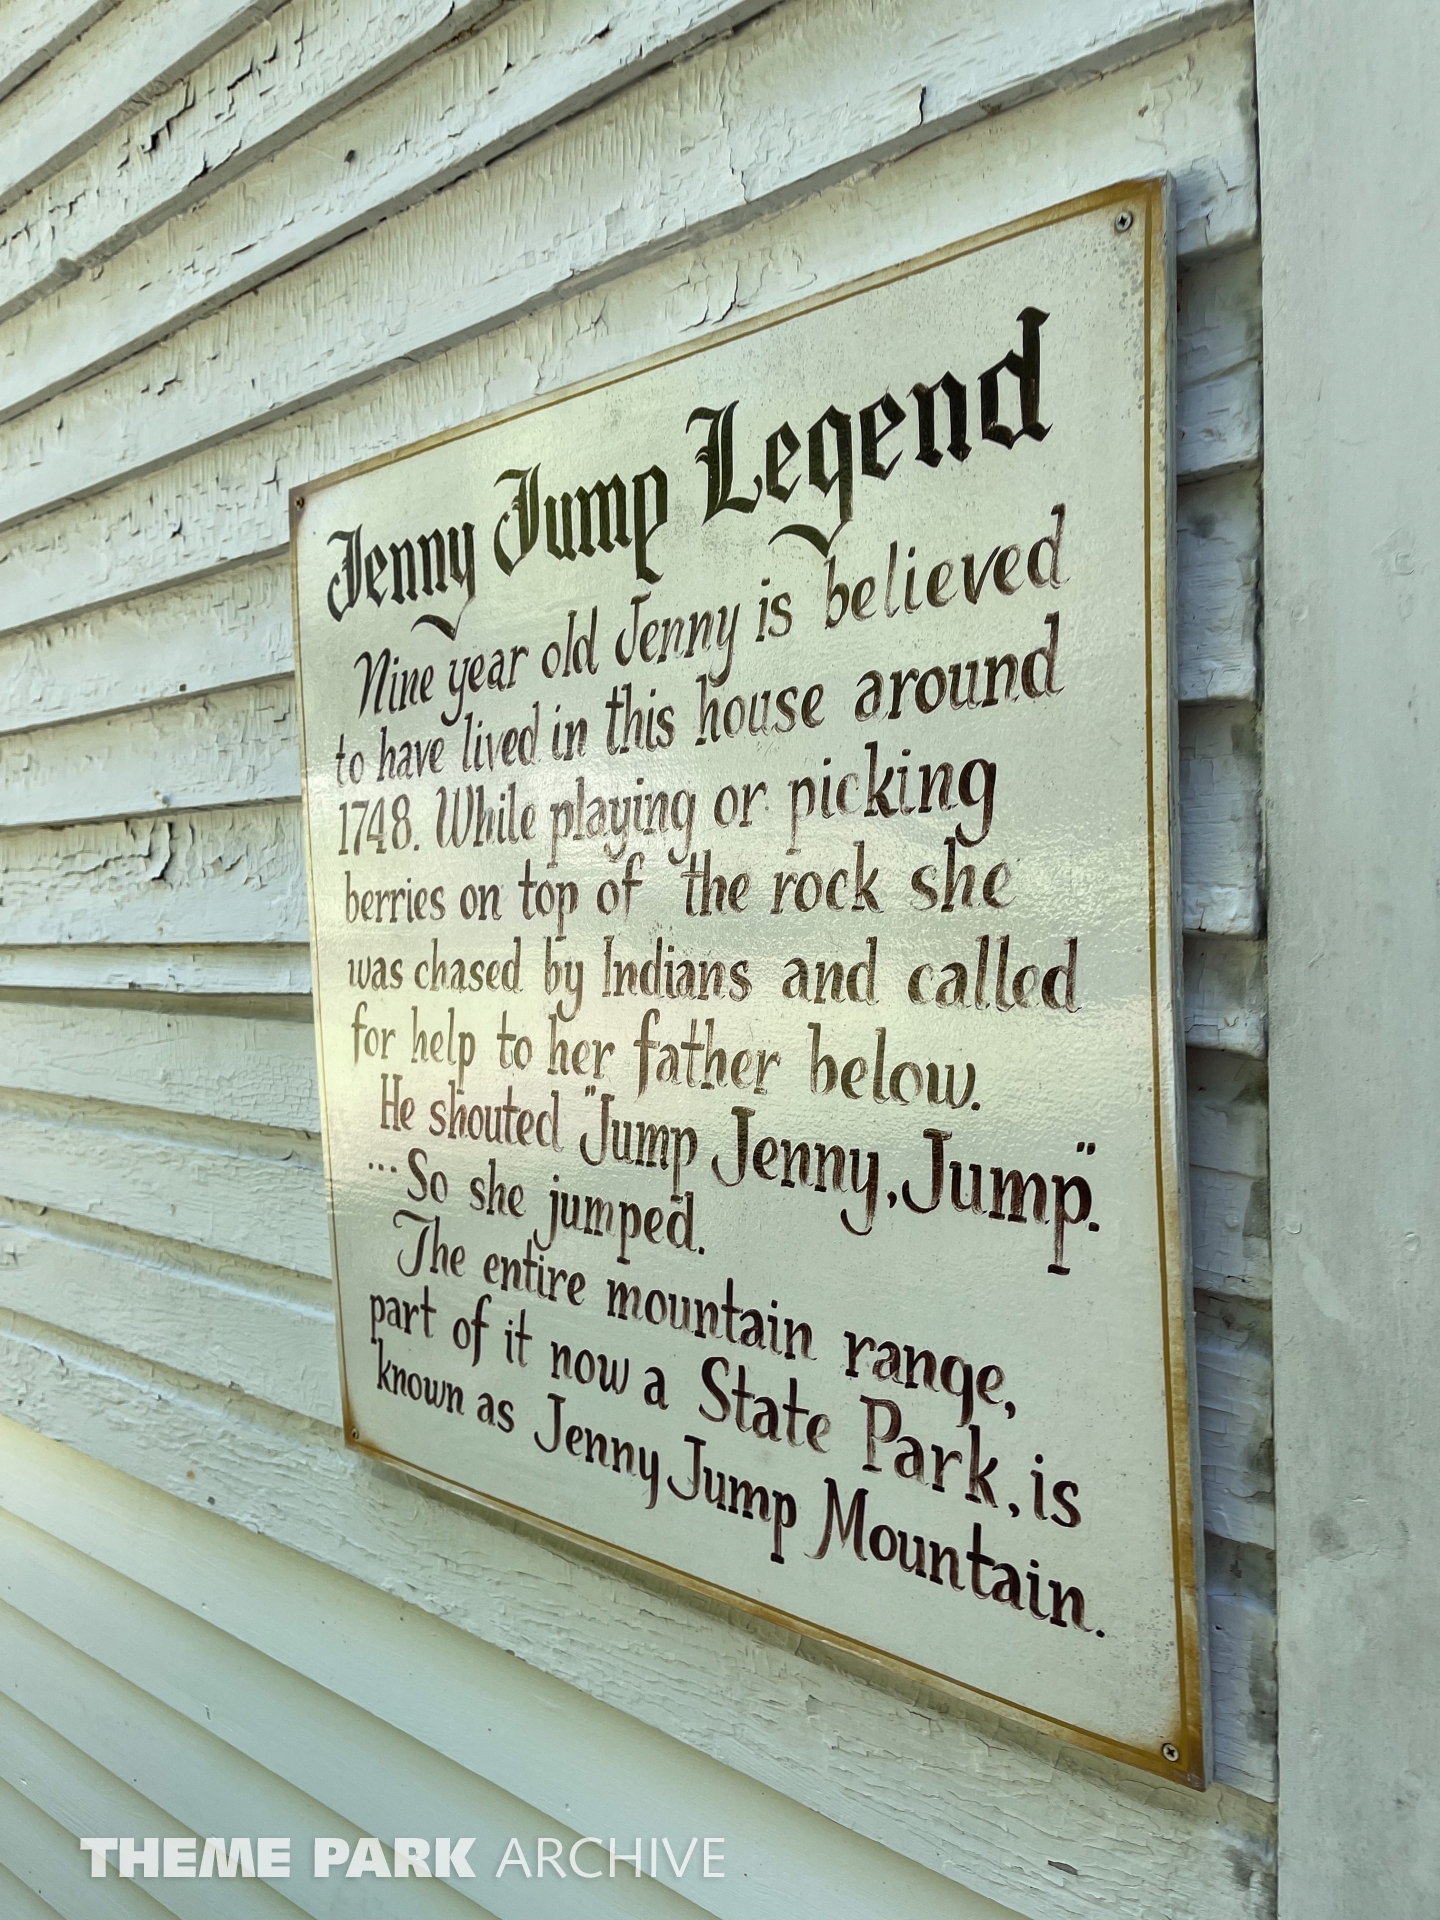 Jenny Jump Legend
Nine year old Jenny is believed
to have lived in this house around
1748. While playing or picking
berries on top of the rock she
was chased by Indians and called
for help to her father below.
He shouted "Jump Jenny, Jump".
...So she jumped.
The entire mountain range,
part of it now a State Park, is
known as Jenny Jump Mountain.
THEME PARK ARCHIVE